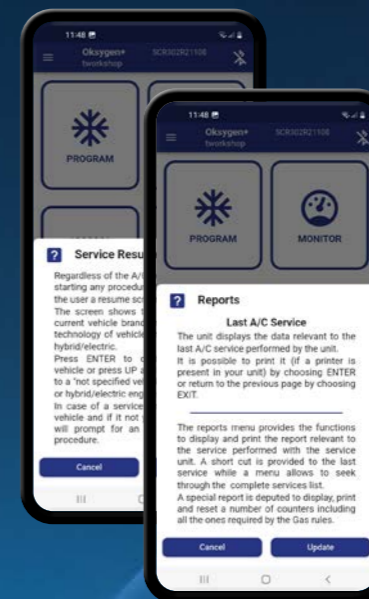 11:48
Oksygen+
tworkshop
SCR302R21108
PROGRAM
Service Resu
Regardless of the A/
starting any procedur
the user a resume sc
The screen shows t
current vehicle brand
technology of vehicle
hybrid/electric.
Press ENTER to c
vehicle or press UP a
to a "not specified vel
or hybrid/electric eng
In case of a service
vehicle and if it not
will prompt for an
procedure.
Cancel
11:48
Oksygen+
tworkshop
SCR302R21108
PROGRAM
MONITOR
Reports
Last A/C Service
The unit displays the data relevant to the
last A/C service performed by the unit.
It is possible to print it (if a printer is
present in your unit) by choosing ENTER
or return to the previous page by choosing
EXIT.
The reports menu provides the functions
to display and print the report relevant to
the service performed with the service
unit. A short cut is provided to the last
service while a menu allows to seek
through the complete services list.
A special report is deputed to display, print
and reset a number of counters including
all the ones required by the Gas rules.
Cancel
Update